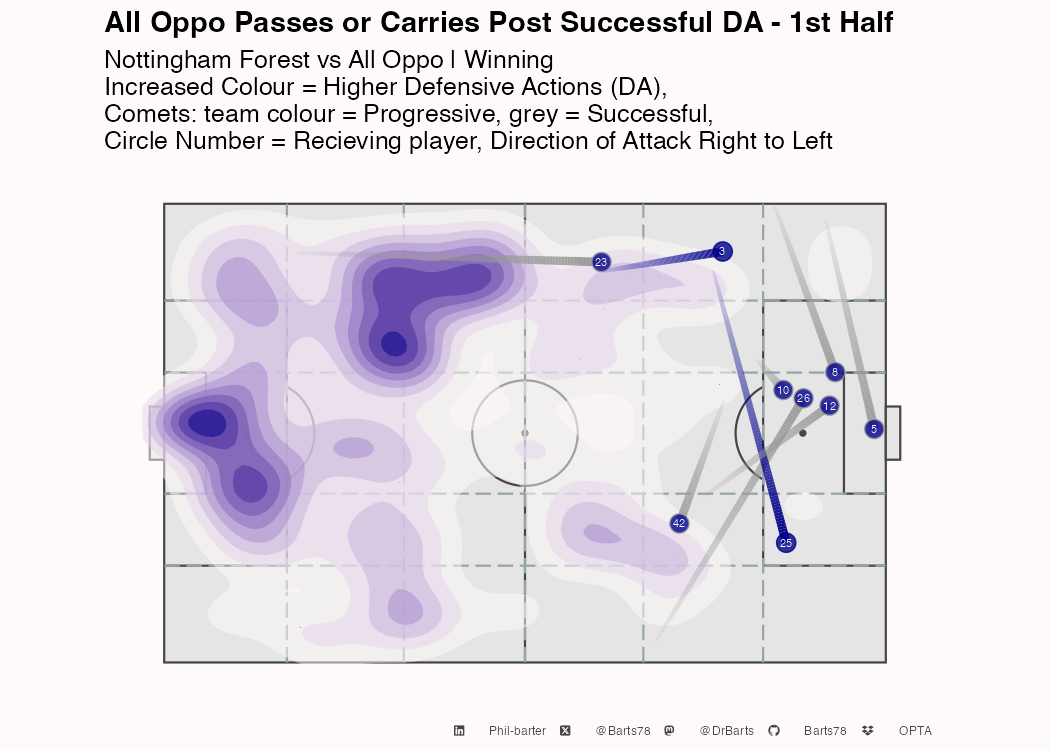 All Oppo Passes or Carries Post Successful DA - 1st Half
Nottingham Forest vs All Oppo | Winning
Increased Colour = Higher Defensive Actions (DA),
Comets: team colour = Progressive, grey = Successful,
Circle Number = Recieving player, Direction of Attack Right to Left
3
23
8
10
26
12
5
42
25
Phil-barter @Barts78 @DrBarts Barts78 OPTA